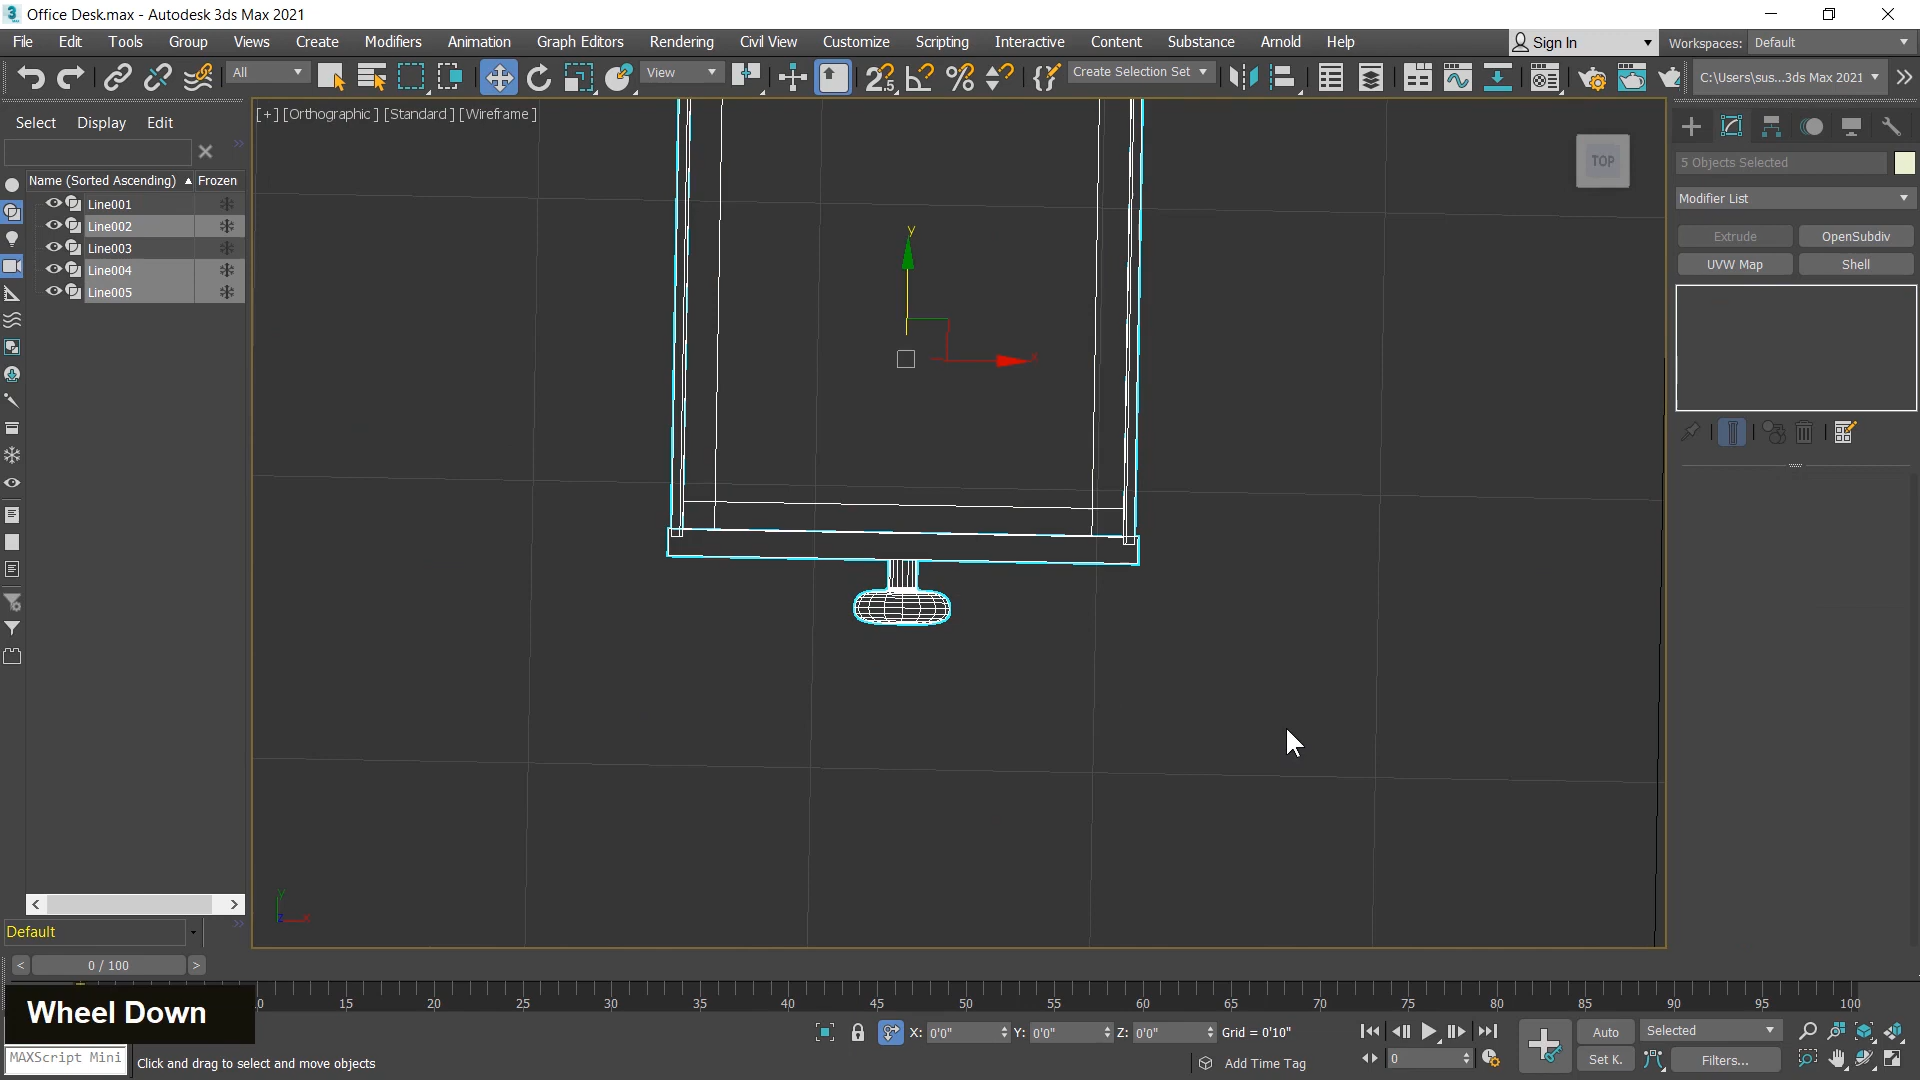 Office Desk.max - Autodesk 3ds Max 2021
File Edit Tools Group Views Create Modifiers Animation Graph Editors Rendering Civil View Customize Scripting Interactive Content Substance Arnold Help
Sign In
Workspaces: Default
All
View
Create Selection Set
C:\Users\sus...3ds Max 2021
Select Display Edit
[+] [Orthographic ] [Standard ] [Wireframe ]
TOP
5 Objects Selected
Name (Sorted Ascending) Frozen
Modifier List
Line001
Line002
Line003
Line004
Line005
Extrude OpenSubdiv
UVW Map Shell
y
x
Default
0 / 100
0 15 20 25 30 35 40 45 50 55 60 65 70 75 80 85 90 95 100
Wheel Down
X: 0'0" Y: 0'0" Z: 0'0" Grid = 0'10"
Auto Selected
MAXScript Mini
Click and drag to select and move objects
Add Time Tag
0
Set K. Filters...